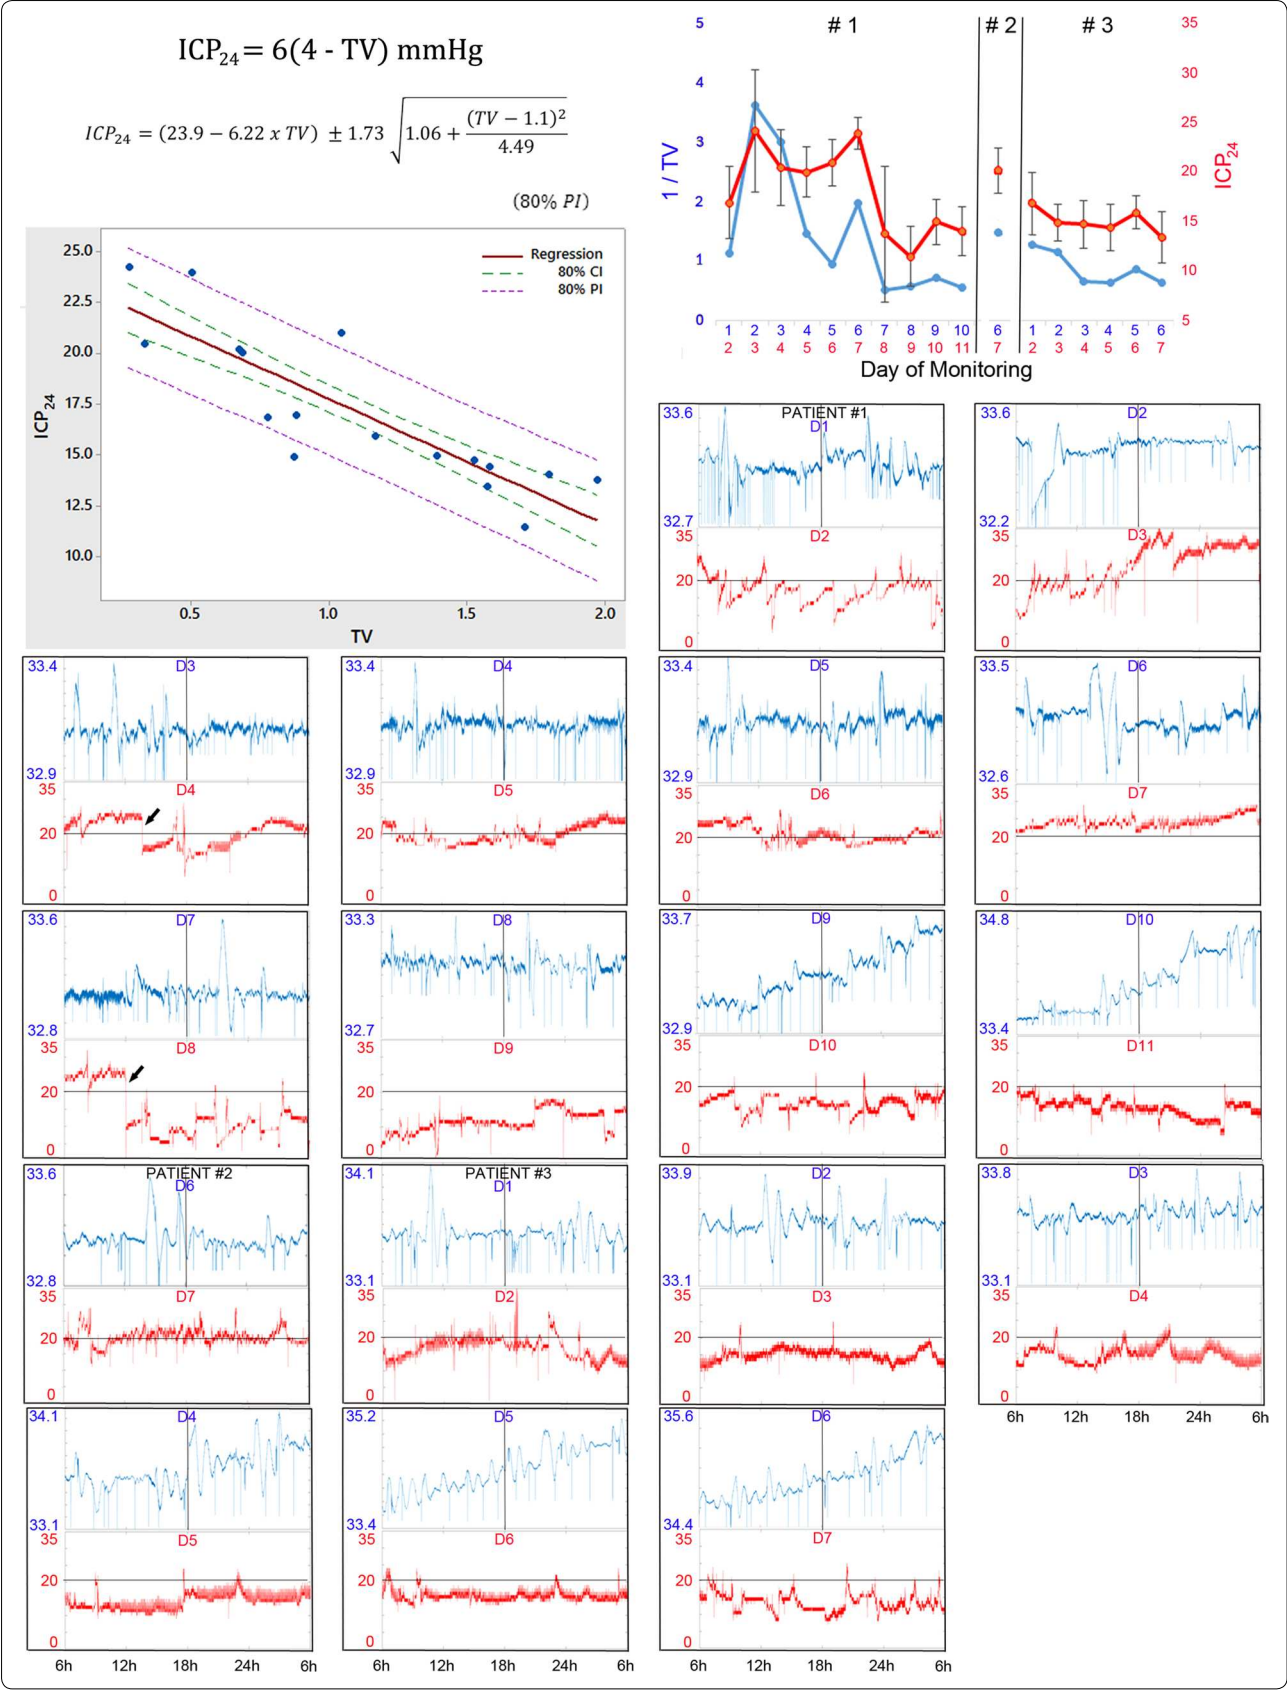 ICP24 = 6(4 - TV) mmHg
ICP24 = (23.9 − 6.22 x TV) ± 1.73 √ 1.06 + (TV − 1.1)² / 4.49
(80% PI)
25.0
22.5
20.0
17.5
15.0
12.5
10.0
ICP24
Regression
80% CI
80% PI
0.5 1.0 1.5 2.0
TV
# 1 # 2 # 3
5
4
3
2
1
0
1 / TV
35
30
25
20
15
10
5
ICP24
1 2 3 4 5 6 7 8 9 10 6 1 2 3 4 5 6
2 3 4 5 6 7 8 9 10 11 7 2 3 4 5 6 7
Day of Monitoring
33.6 PATIENT #1
D1
32.7
35 D2
20
0
33.6 D2
32.2
35 D3
20
0
33.4 D3
32.9
35 D4
20
0
33.4 D4
32.9
35 D5
20
0
33.4 D5
32.9
35 D6
20
0
33.5 D6
32.6
35 D7
20
0
33.6 D7
32.8
35 D8
20
0
33.3 D8
32.7
35 D9
20
0
33.7 D9
32.9
35 D10
20
0
34.8 D10
33.4
35 D11
20
0
33.6 PATIENT #2
D6
32.8
35 D7
20
0
34.1 PATIENT #3
D1
33.1
35 D2
20
0
33.9 D2
33.1
35 D3
20
0
33.8 D3
33.1
35 D4
20
0
6h 12h 18h 24h 6h
34.1 D4
33.1
35 D5
20
0
6h 12h 18h 24h 6h
35.2 D5
33.4
35 D6
20
0
6h 12h 18h 24h 6h
35.6 D6
34.4
35 D7
20
0
6h 12h 18h 24h 6h